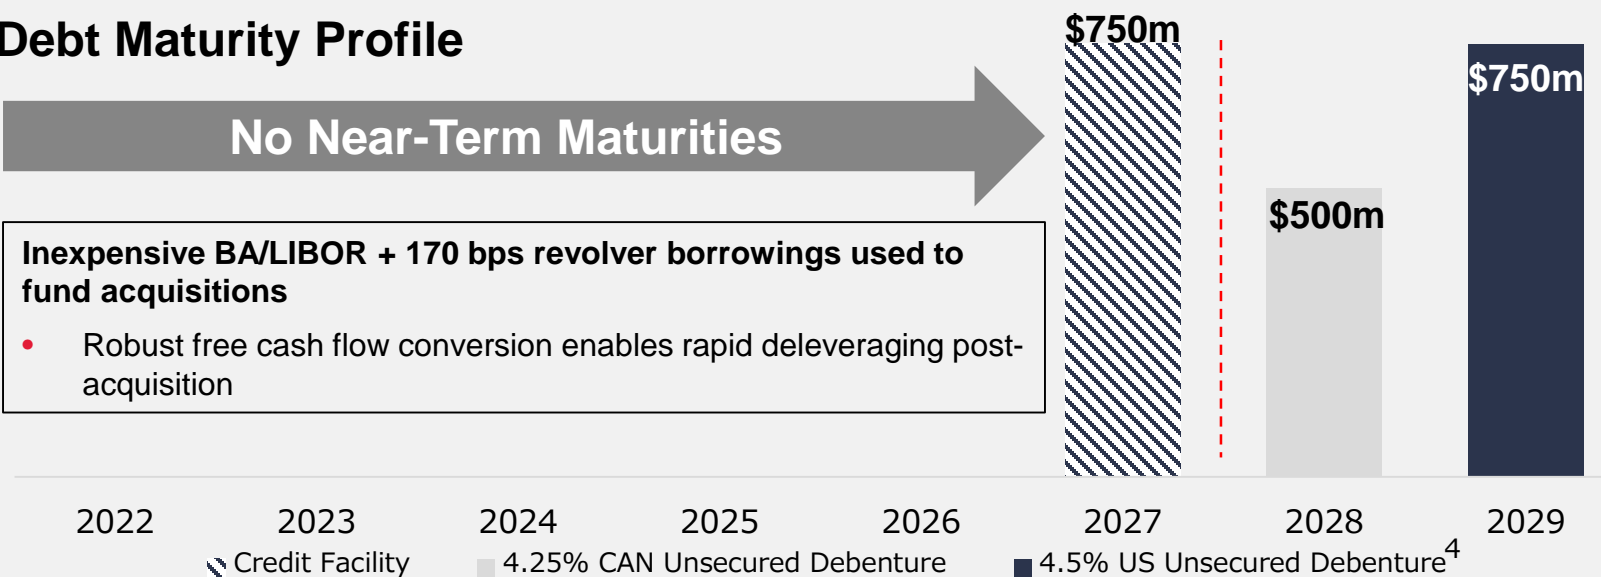 Debt Maturity Profile
$750m
$750m
No Near-Term Maturities
$500m
Inexpensive BA/LIBOR + 170 bps revolver borrowings used to
fund acquisitions
• Robust free cash flow conversion enables rapid deleveraging post-
acquisition
2022 2023 2024 2025 2026 2027 2028 2029
Credit Facility 4.25% CAN Unsecured Debenture 4.5% US Unsecured Debenture4